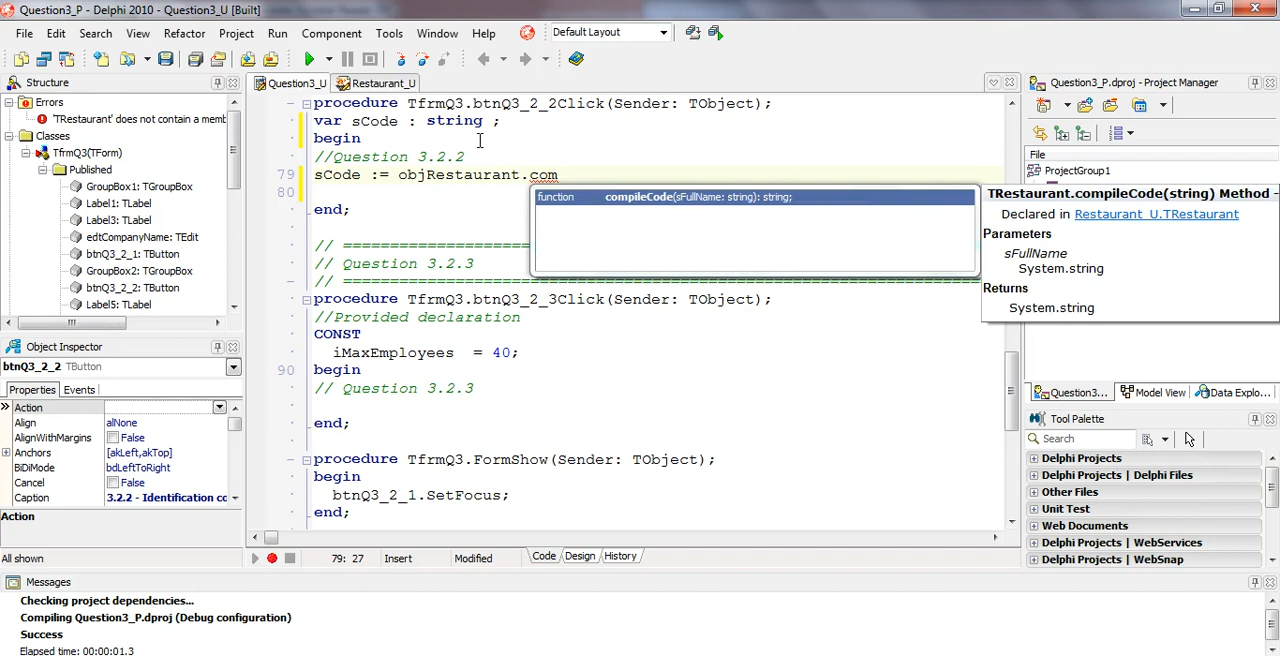 Question3_P - Delphi 2010 - Question3_U [Built]
File Edit Search View Refactor Project Run Component Tools Window Help Default Layout
Structure
Errors
'TRestaurant' does not contain a memb
Classes
TfrmQ3(TForm)
Published
GroupBox1: TGroupBox
Label1: TLabel
Label3: TLabel
edtCompanyName: TEdit
btnQ3_2_1: TButton
GroupBox2: TGroupBox
btnQ3_2_2: TButton
Label5: TLabel
Object Inspector
btnQ3_2_2 TButton
Properties Events
Action
Align alNone
AlignWithMargins False
Anchors [akLeft,akTop]
BiDiMode bdLeftToRight
Cancel False
Caption 3.2.2 - Identification cc
Action
All shown
Question3_U Restaurant_U
procedure TfrmQ3.btnQ3_2_2Click(Sender: TObject);
var sCode : string ;
begin
//Question 3.2.2
79 sCode := objRestaurant.com
80
end;
// =====================
// Question 3.2.3
// =====================
procedure TfrmQ3.btnQ3_2_3Click(Sender: TObject);
//Provided declaration
CONST
iMaxEmployees = 40;
90 begin
// Question 3.2.3
end;
procedure TfrmQ3.FormShow(Sender: TObject);
begin
btnQ3_2_1.SetFocus;
end;
function compileCode(sFullName: string): string;
TRestaurant.compileCode(string) Method -
Declared in Restaurant_U.TRestaurant
Parameters
sFullName
System.string
Returns
System.string
79: 27 Insert Modified Code Design History
Question3_P.dproj - Project Manager
File
ProjectGroup1
Question3... Model View Data Explo...
Tool Palette
Search
Delphi Projects
Delphi Projects | Delphi Files
Other Files
Unit Test
Web Documents
Delphi Projects | WebServices
Delphi Projects | WebSnap
Messages
Checking project dependencies...
Compiling Question3_P.dproj (Debug configuration)
Success
Elapsed time: 00:00:01.3